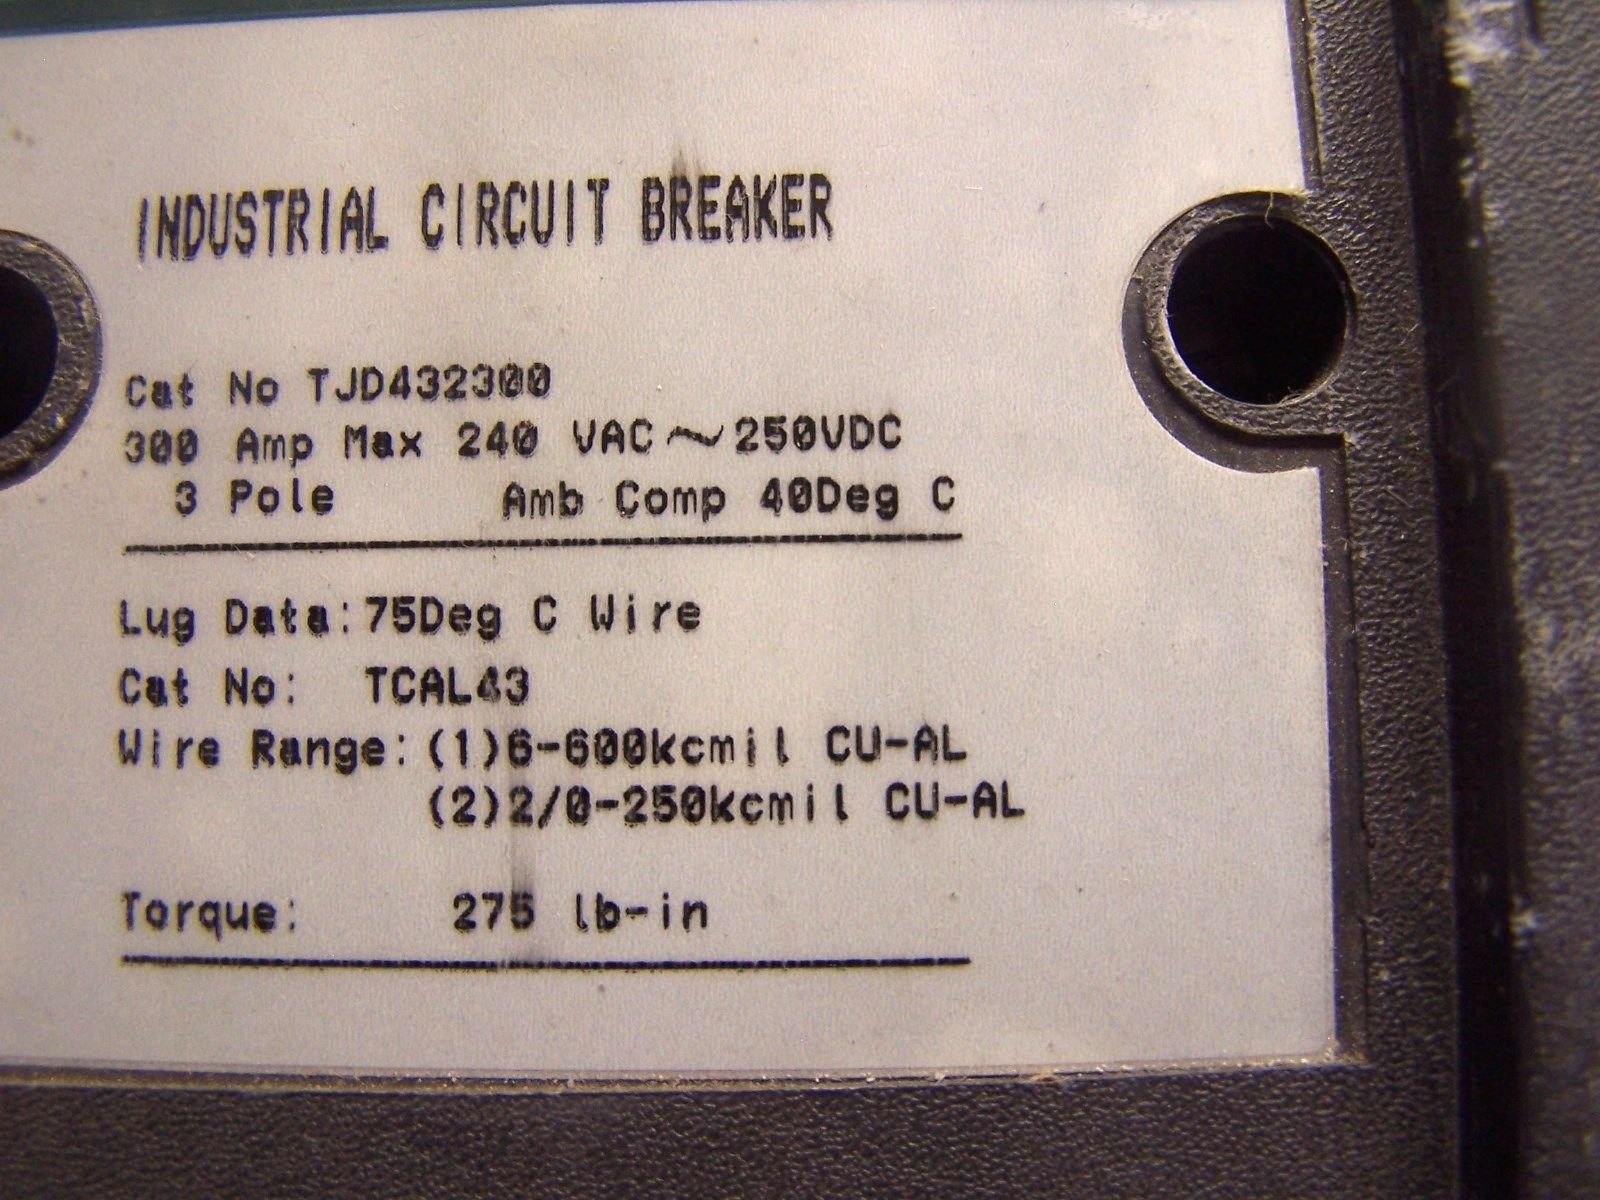 INDUSTRIAL CIRCUIT BREAKER
Cat No TJD432300
300 Amp Max 240 VAC~250VDC
3 Pole Amb Comp 40Deg C
Lug Data: 75Deg C Wire
Cat No: TCAL43
Wire Range: (1)6-600kcmil CU-AL
(2)2/0-250kcmil CU-AL
Torque: 275 lb-in